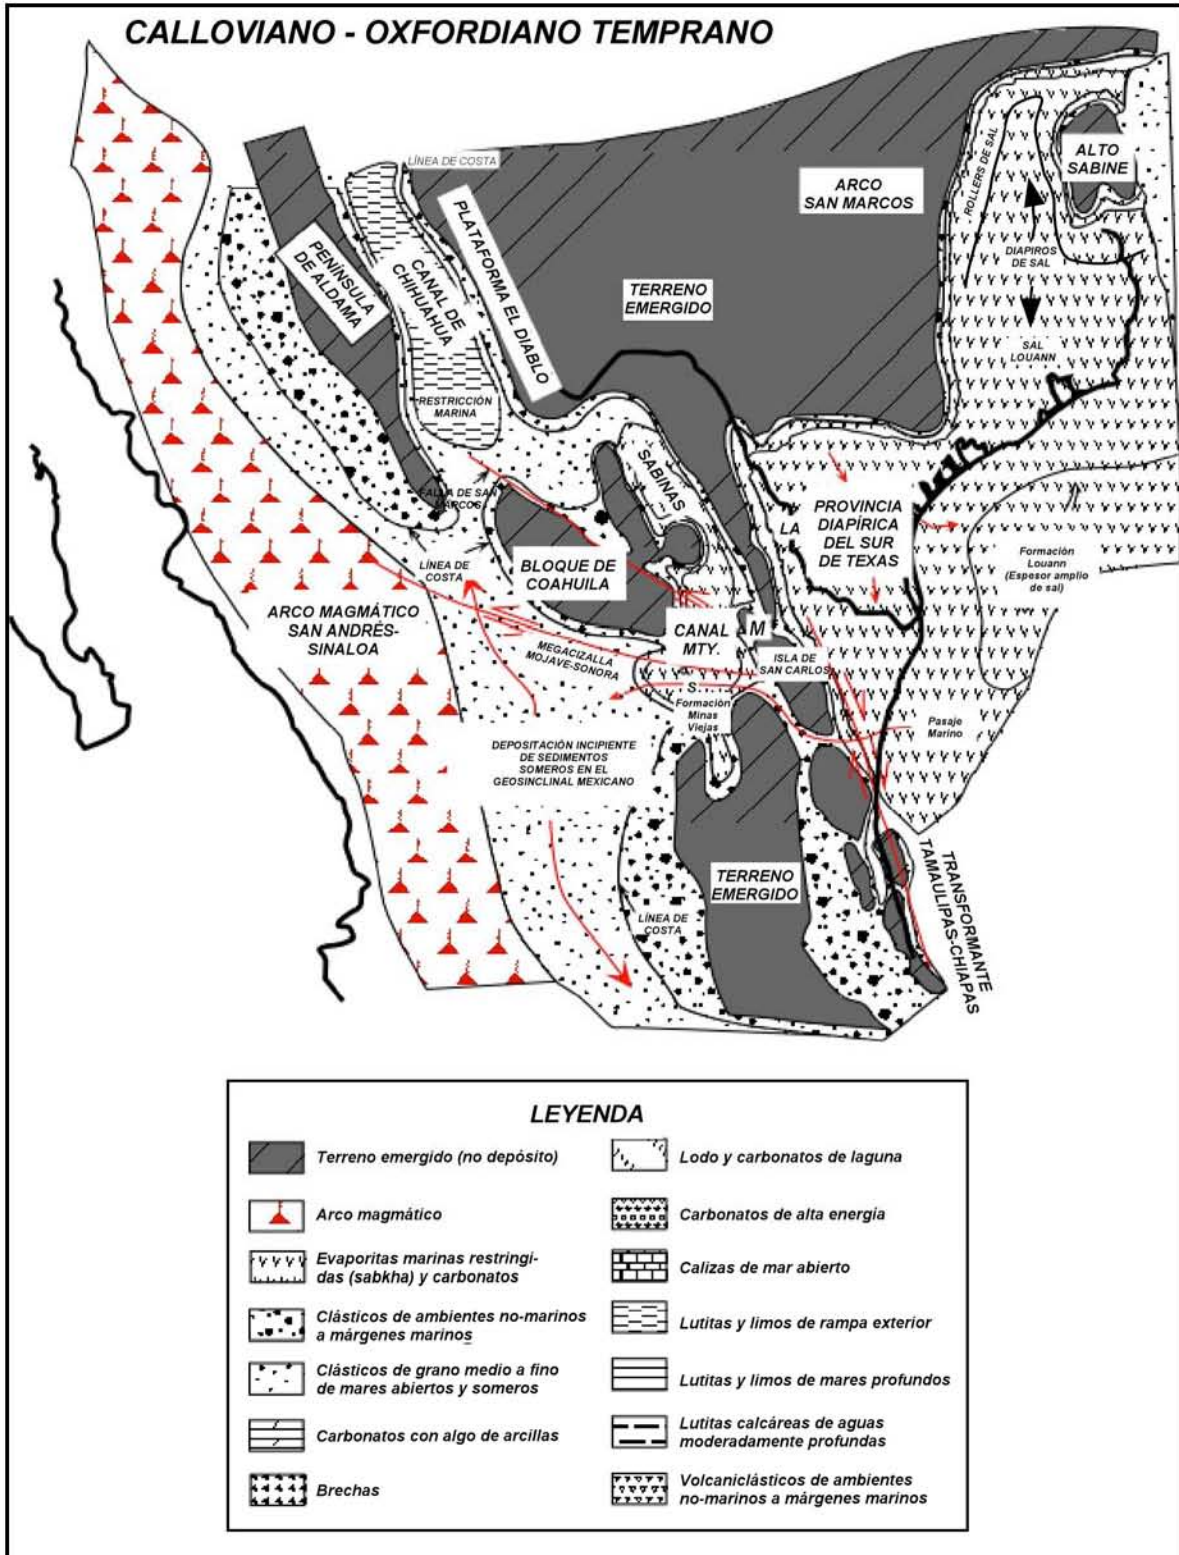 CALLOVIANO - OXFORDIANO TEMPRANO
LÍNEA DE COSTA
ARCO
SAN MARCOS
ROLLERS DE SAL
ALTO
SABINE
PENÍNSULA
DE ALDAMA
CANAL DE
CHIHUAHUA
PLATAFORMA EL DIABLO
TERRENO
EMERGIDO
DIAPIROS
DE SAL
SAL
LOUANN
RESTRICCIÓN
MARINA
SABINAS
FALLA DE SAN
MARCOS
LA
PROVINCIA
DIAPÍRICA
DEL SUR
DE TEXAS
Formación
Louann
(Espesor amplio
de sal)
LÍNEA DE
COSTA
BLOQUE DE
COAHUILA
ARCO MAGMÁTICO
SAN ANDRÉS-
SINALOA
CANAL
MTY.
M
MEGACIZALLA
MOJAVE-SONORA
ISLA DE
SAN CARLOS
S
Formación
Minas
Viejas
Pasaje
Marino
DEPOSITACIÓN INCIPIENTE
DE SEDIMENTOS
SOMEROS EN EL
GEOSINCLINAL MEXICANO
TERRENO
EMERGIDO
LÍNEA DE
COSTA
TRANSFORMANTE
TAMAULIPAS-CHIAPAS
LEYENDA
Terreno emergido (no depósito)
Arco magmático
Evaporitas marinas restringi-
das (sabkha) y carbonatos
Clásticos de ambientes no-marinos
a márgenes marinos
Clásticos de grano medio a fino
de mares abiertos y someros
Carbonatos con algo de arcillas
Brechas
Lodo y carbonatos de laguna
Carbonatos de alta energía
Calizas de mar abierto
Lutitas y limos de rampa exterior
Lutitas y limos de mares profundos
Lutitas calcáreas de aguas
moderadamente profundas
Volcaniclásticos de ambientes
no-marinos a márgenes marinos